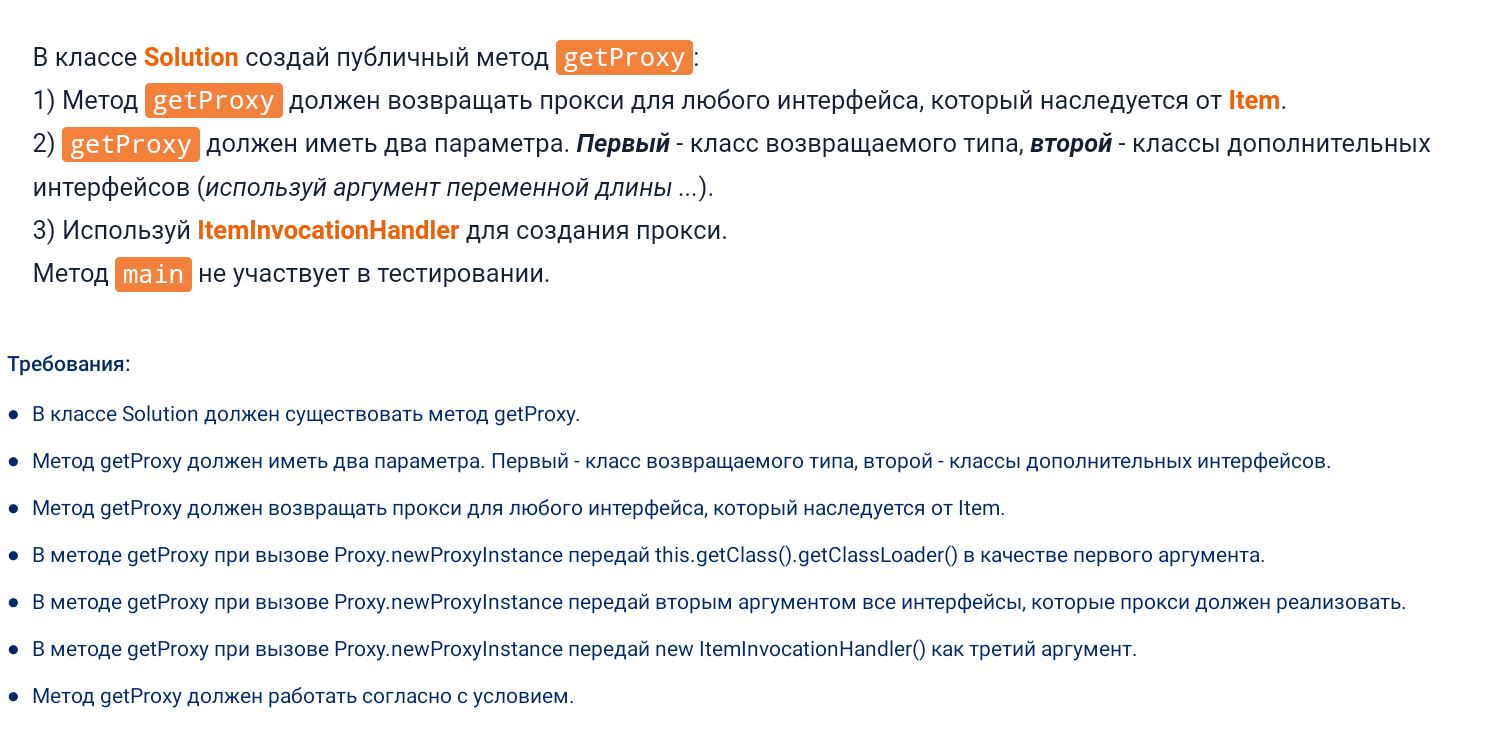 В классе Solution создай публичный метод getProxy:
1) Метод getProxy должен возвращать прокси для любого интерфейса, который наследуется от Item.
2) getProxy должен иметь два параметра. Первый - класс возвращаемого типа, второй - классы дополнительных
интерфейсов (используй аргумент переменной длины ...).
3) Используй ItemInvocationHandler для создания прокси.
Метод main не участвует в тестировании.
Требования:
● В классе Solution должен существовать метод getProxy.
● Метод getProxy должен иметь два параметра. Первый - класс возвращаемого типа, второй - классы дополнительных интерфейсов.
● Метод getProxy должен возвращать прокси для любого интерфейса, который наследуется от Item.
● В методе getProxy при вызове Proxy.newProxyInstance передай this.getClass().getClassLoader() в качестве первого аргумента.
● В методе getProxy при вызове Proxy.newProxyInstance передай вторым аргументом все интерфейсы, которые прокси должен реализовать.
● В методе getProxy при вызове Proxy.newProxyInstance передай new ItemInvocationHandler() как третий аргумент.
● Метод getProxy должен работать согласно с условием.